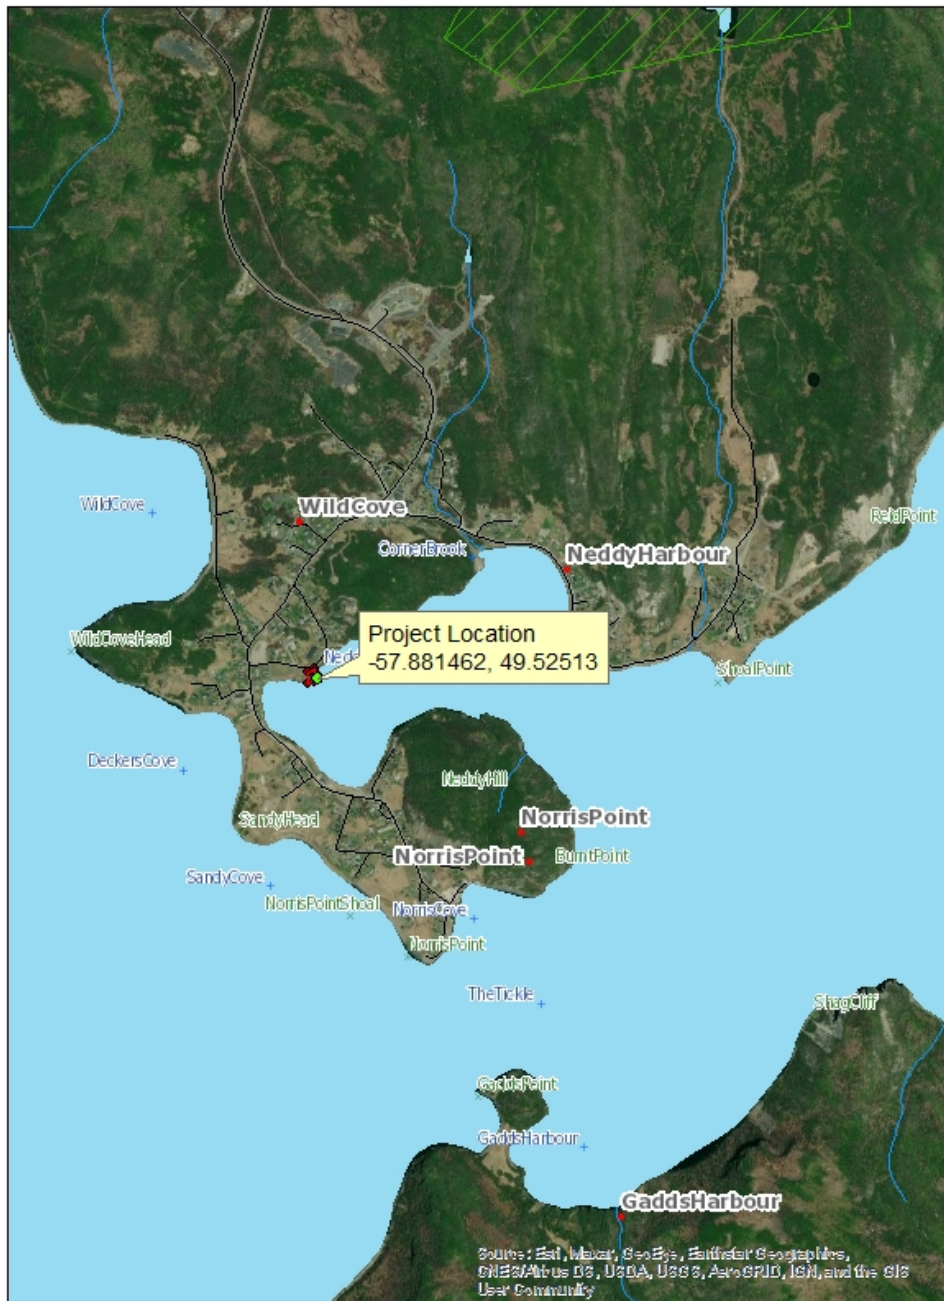 WildCove
WildCove
ReidPoint
CornerBrook
NeddyHarbour
Project Location
-57.881462, 49.52513
WildCoveHead
ShoalPoint
DeckersCove
NeddyHill
SandyHead
NorrisPoint
NorrisPoint
BurntPoint
SandyCove
NorrisPointShoal
NorrisCove
NorrisPoint
TheTickle
ShagCliff
GaddsPoint
GaddsHarbour
GaddsHarbour
Source: Esri, Maxar, GeoEye, Earthstar Geographics,
CNES/Airbus DS, USDA, USGS, AeroGRID, IGN, and the GIS
User Community